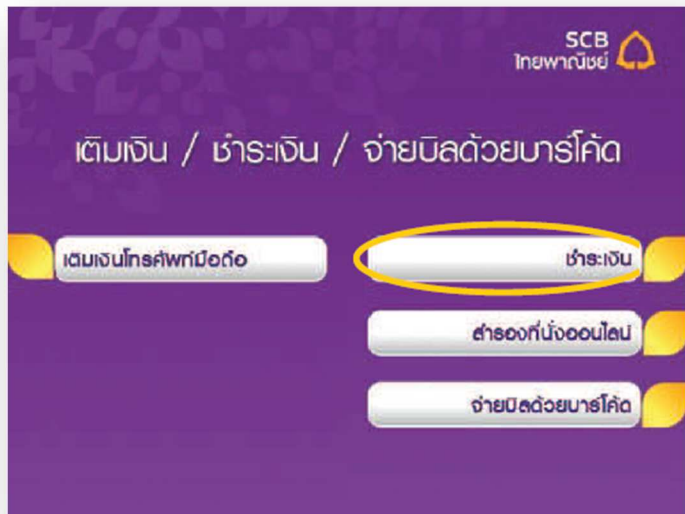 SCB
ไทยพาณิชย์
เติมเงิน / ชำระเงิน / จ่ายบิลด้วยบาร์โค้ด
เติมเงินโทรศัพท์มือถือ
ชำระเงิน
สำรองที่นั่งออนไลน์
จ่ายบิลด้วยบาร์โค้ด